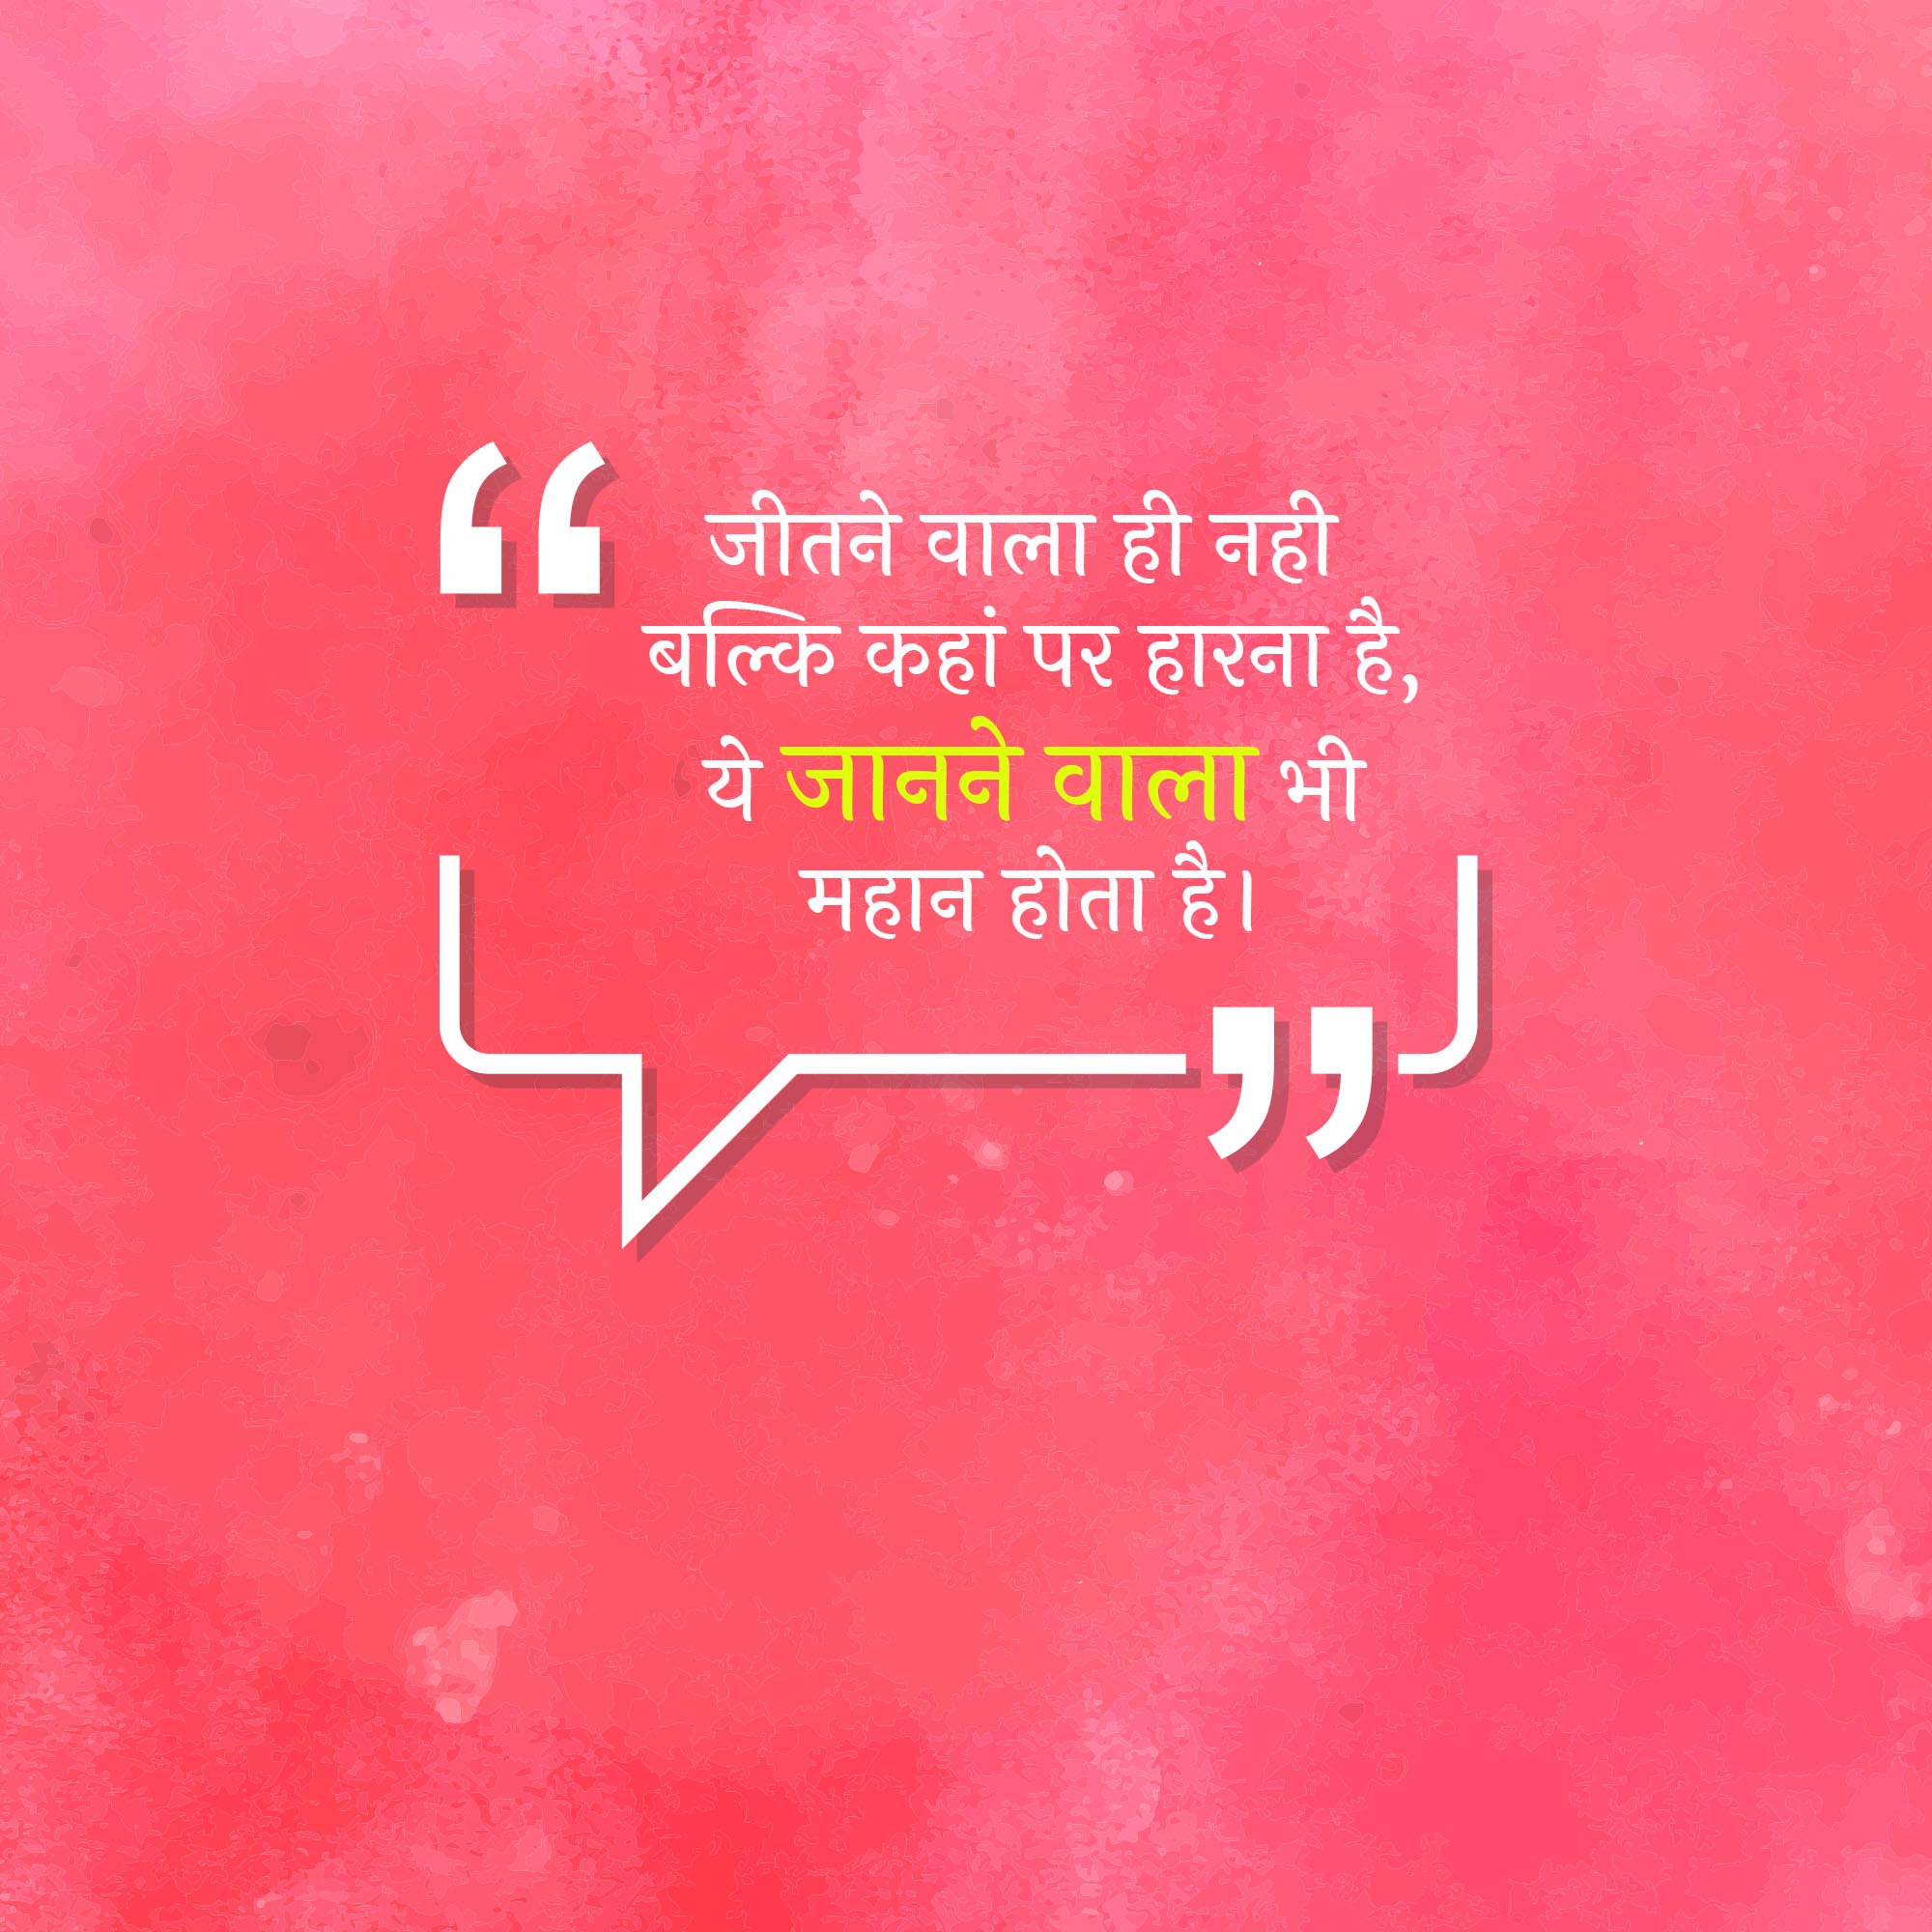 जीतने वाला ही नही
बल्कि कहां पर हारना है,
ये जानने वाला भी
महान होता है।